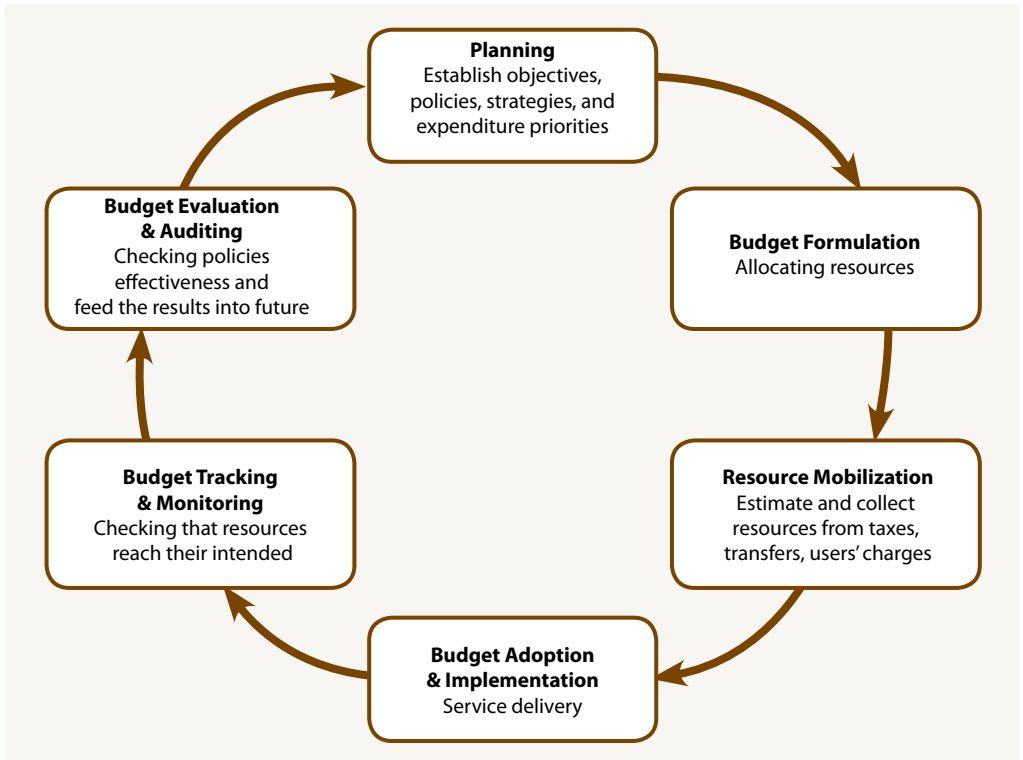 Planning
Establish objectives,
policies, strategies, and
expenditure priorities
Budget Formulation
Allocating resources
Resource Mobilization
Estimate and collect
resources from taxes,
transfers, users’ charges
Budget Adoption
& Implementation
Service delivery
Budget Tracking
& Monitoring
Checking that resources
reach their intended
Budget Evaluation
& Auditing
Checking policies
effectiveness and
feed the results into future